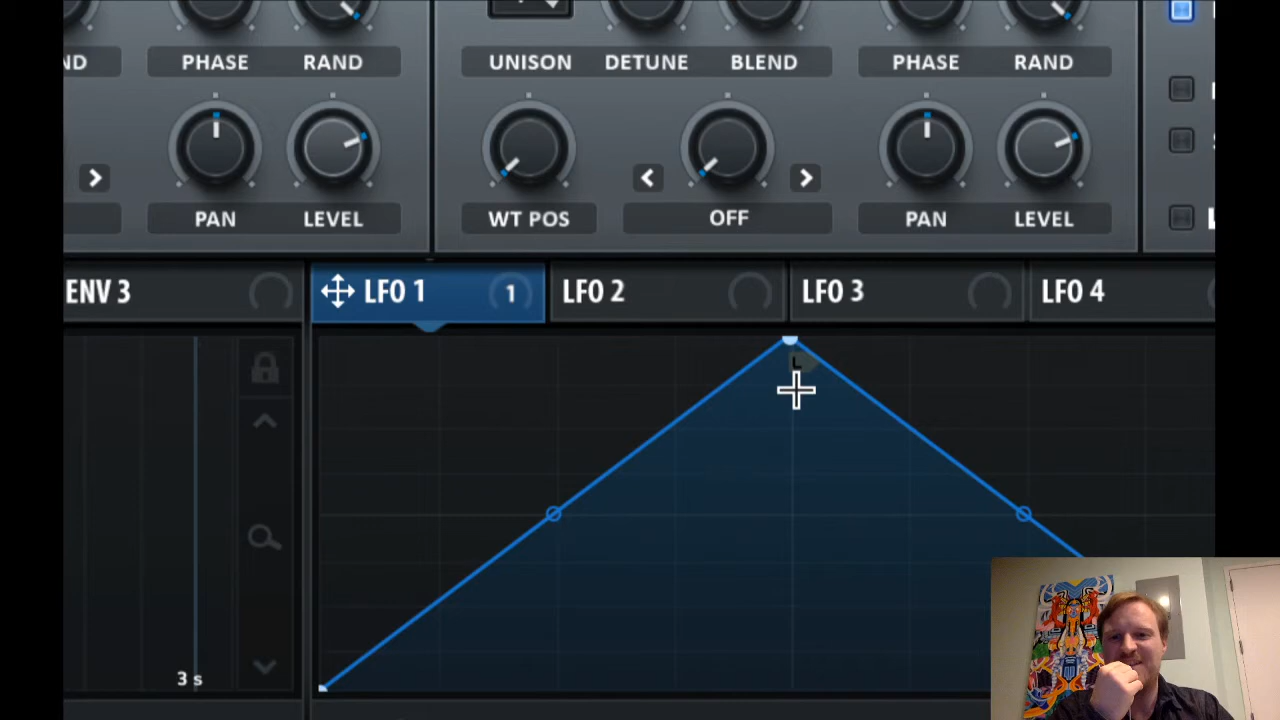 ND PHASE RAND UNISON DETUNE BLEND PHASE RAND
PAN LEVEL WT POS OFF PAN LEVEL
ENV 3 LFO 1 1 LFO 2 LFO 3 LFO 4
L
3 s